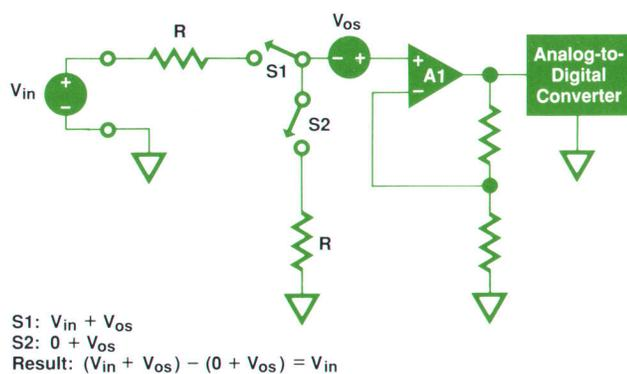 R
S1
Vos
Vin
+
−
− +
+
−
A1
Analog-to-
Digital
Converter
S2
R
S1: Vin + Vos
S2: 0 + Vos
Result: (Vin + Vos) − (0 + Vos) = Vin